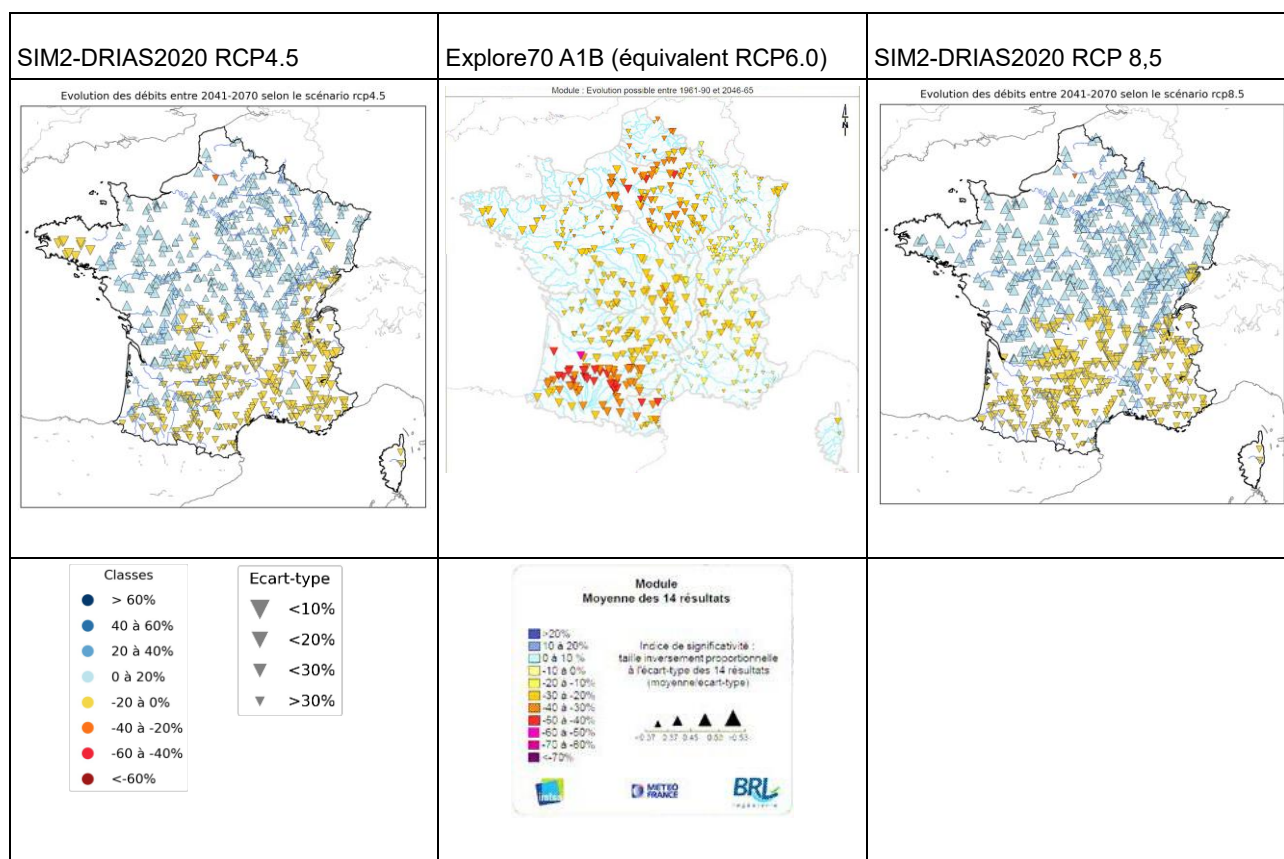 SIM2-DRIAS2020 RCP4.5
Explore70 A1B (équivalent RCP6.0)
SIM2-DRIAS2020 RCP 8,5
Evolution des débits entre 2041-2070 selon le scénario rcp4.5
Module : Evolution possible entre 1961-90 et 2046-65
N
Evolution des débits entre 2041-2070 selon le scénario rcp8.5
Classes
> 60%
40 à 60%
20 à 40%
0 à 20%
-20 à 0%
-40 à -20%
-60 à -40%
<-60%
Ecart-type
<10%
<20%
<30%
>30%
Module
Moyenne des 14 résultats
>20%
10 à 20%
0 à 10 %
-10 à 0%
-20 à -10%
-30 à -20%
-40 à -30%
-50 à -40%
-60 à -50%
-70 à -60%
<-70%
Indice de significativité :
taille inversement proportionnelle
à l'écart-type des 14 résultats
(moyenne/écart-type)
METEO
FRANCE
BRL
Ingénierie